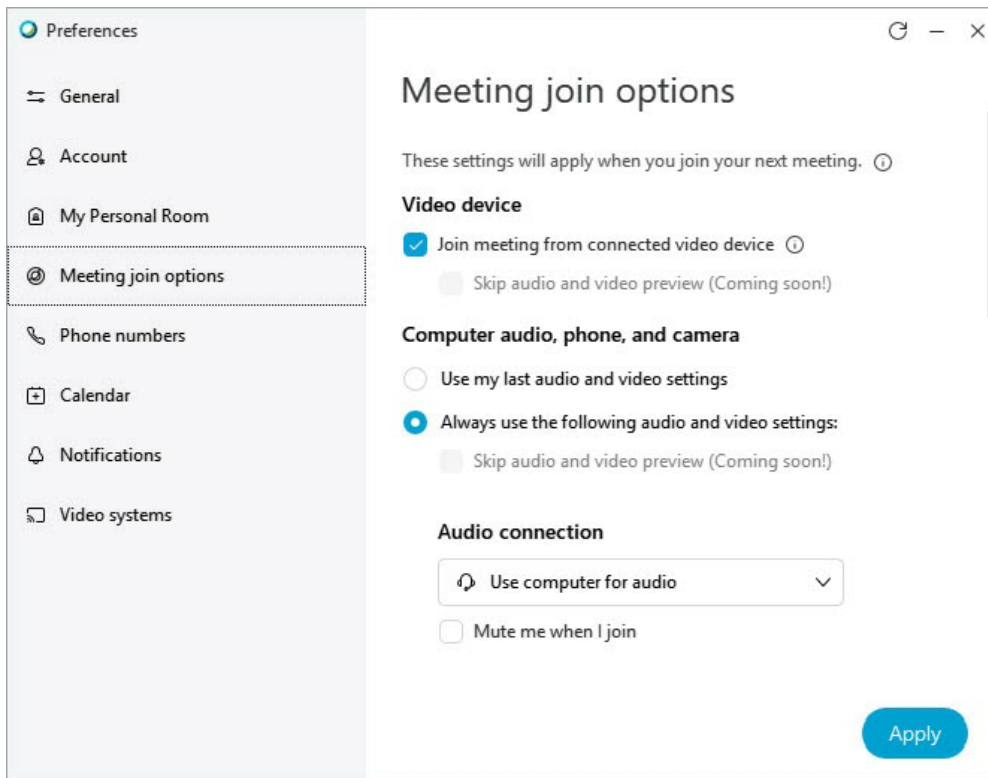 Preferences
General
Account
My Personal Room
Meeting join options
Phone numbers
Calendar
Notifications
Video systems
Meeting join options
These settings will apply when you join your next meeting.
Video device
Join meeting from connected video device
Skip audio and video preview (Coming soon!)
Computer audio, phone, and camera
Use my last audio and video settings
Always use the following audio and video settings:
Skip audio and video preview (Coming soon!)
Audio connection
Use computer for audio
Mute me when I join
Apply